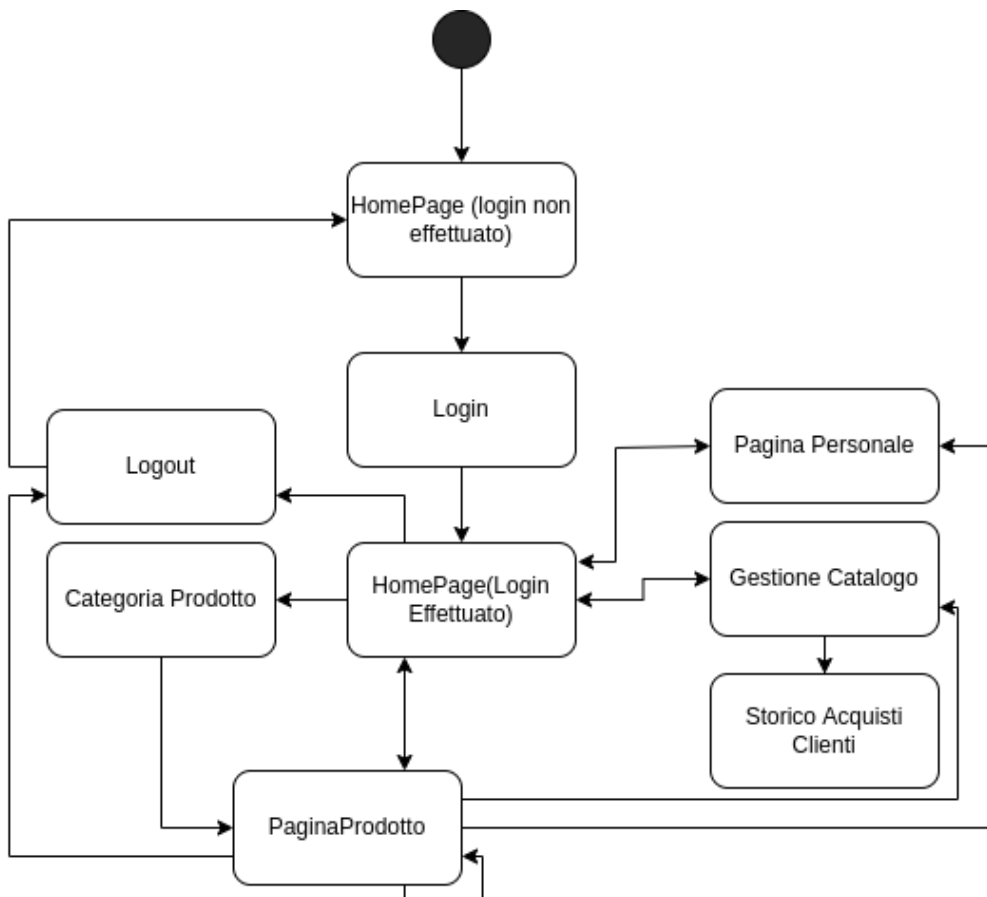 HomePage (login non
effettuato)
Login
Logout
Pagina Personale
Categoria Prodotto
HomePage(Login
Effettuato)
Gestione Catalogo
Storico Acquisti
Clienti
PaginaProdotto